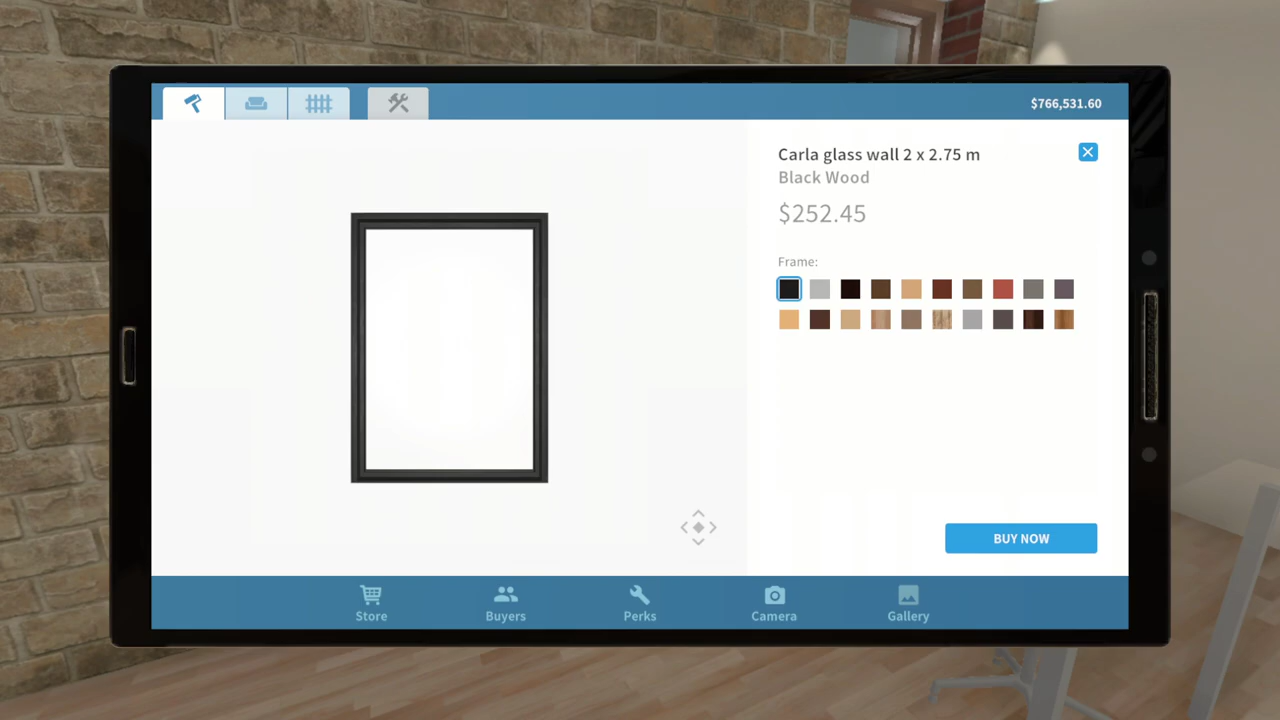 $766,531.60
Carla glass wall 2 x 2.75 m
Black Wood
$252.45
Frame:
BUY NOW
Store
Buyers
Perks
Camera
Gallery